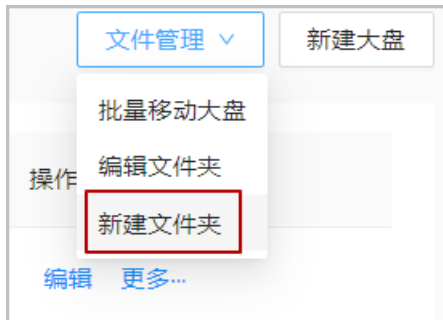 文件管理
新建大盘
批量移动大盘
编辑文件夹
操作
新建文件夹
编辑 更多...